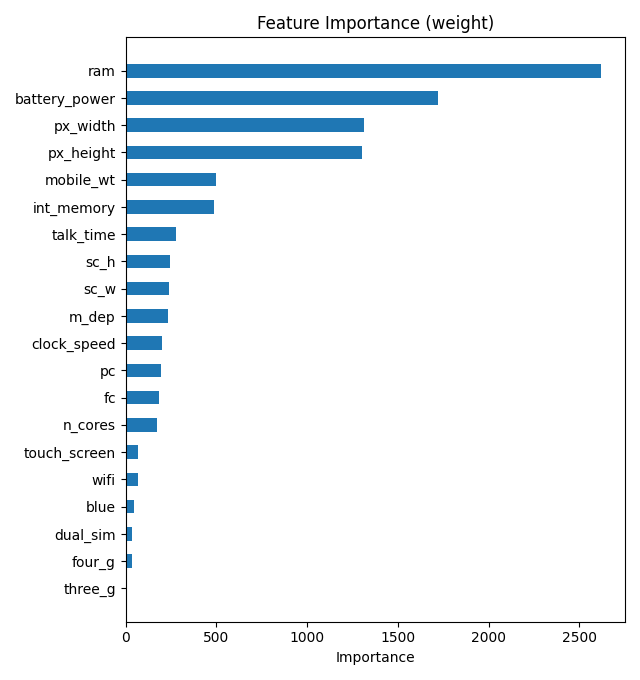 Feature Importance (weight)
ram
battery_power
px_width
px_height
mobile_wt
int_memory
talk_time
sc_h
sc_w
m_dep
clock_speed
pc
fc
n_cores
touch_screen
wifi
blue
dual_sim
four_g
three_g
0 500 1000 1500 2000 2500
Importance